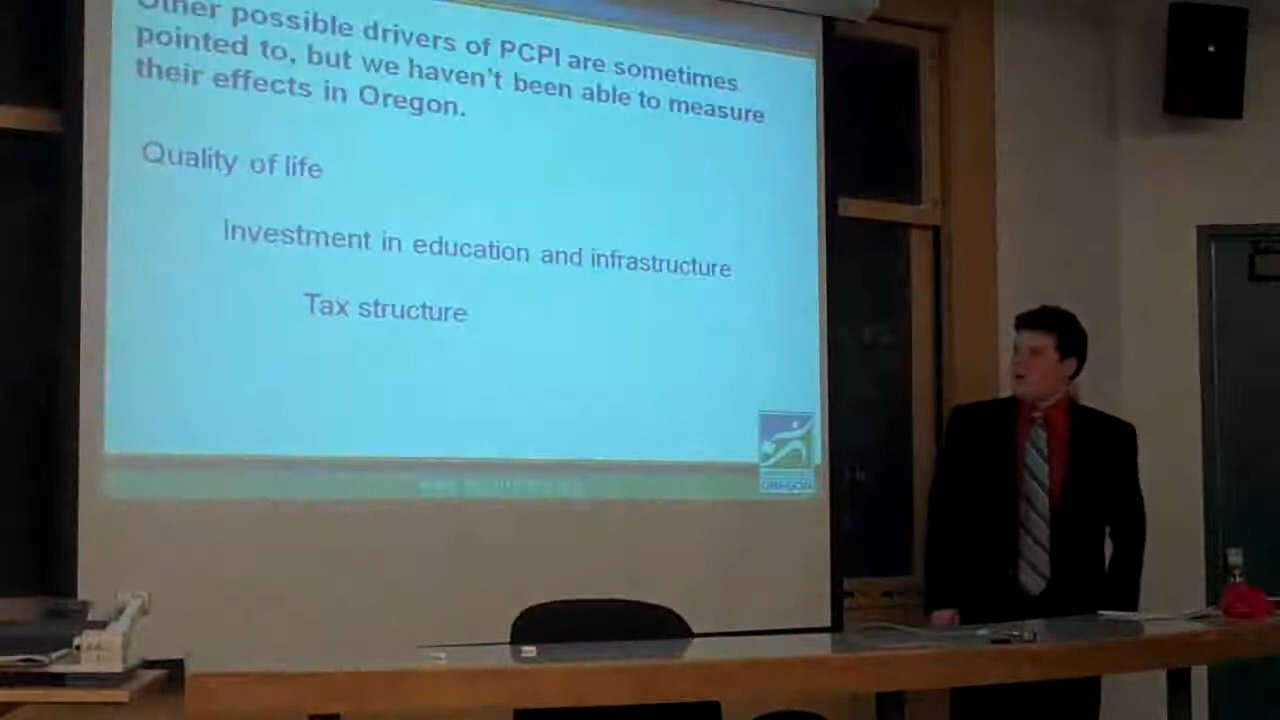 Other possible drivers of PCPI are sometimes
pointed to, but we haven't been able to measure
their effects in Oregon.
Quality of life
Investment in education and infrastructure
Tax structure
OREGON